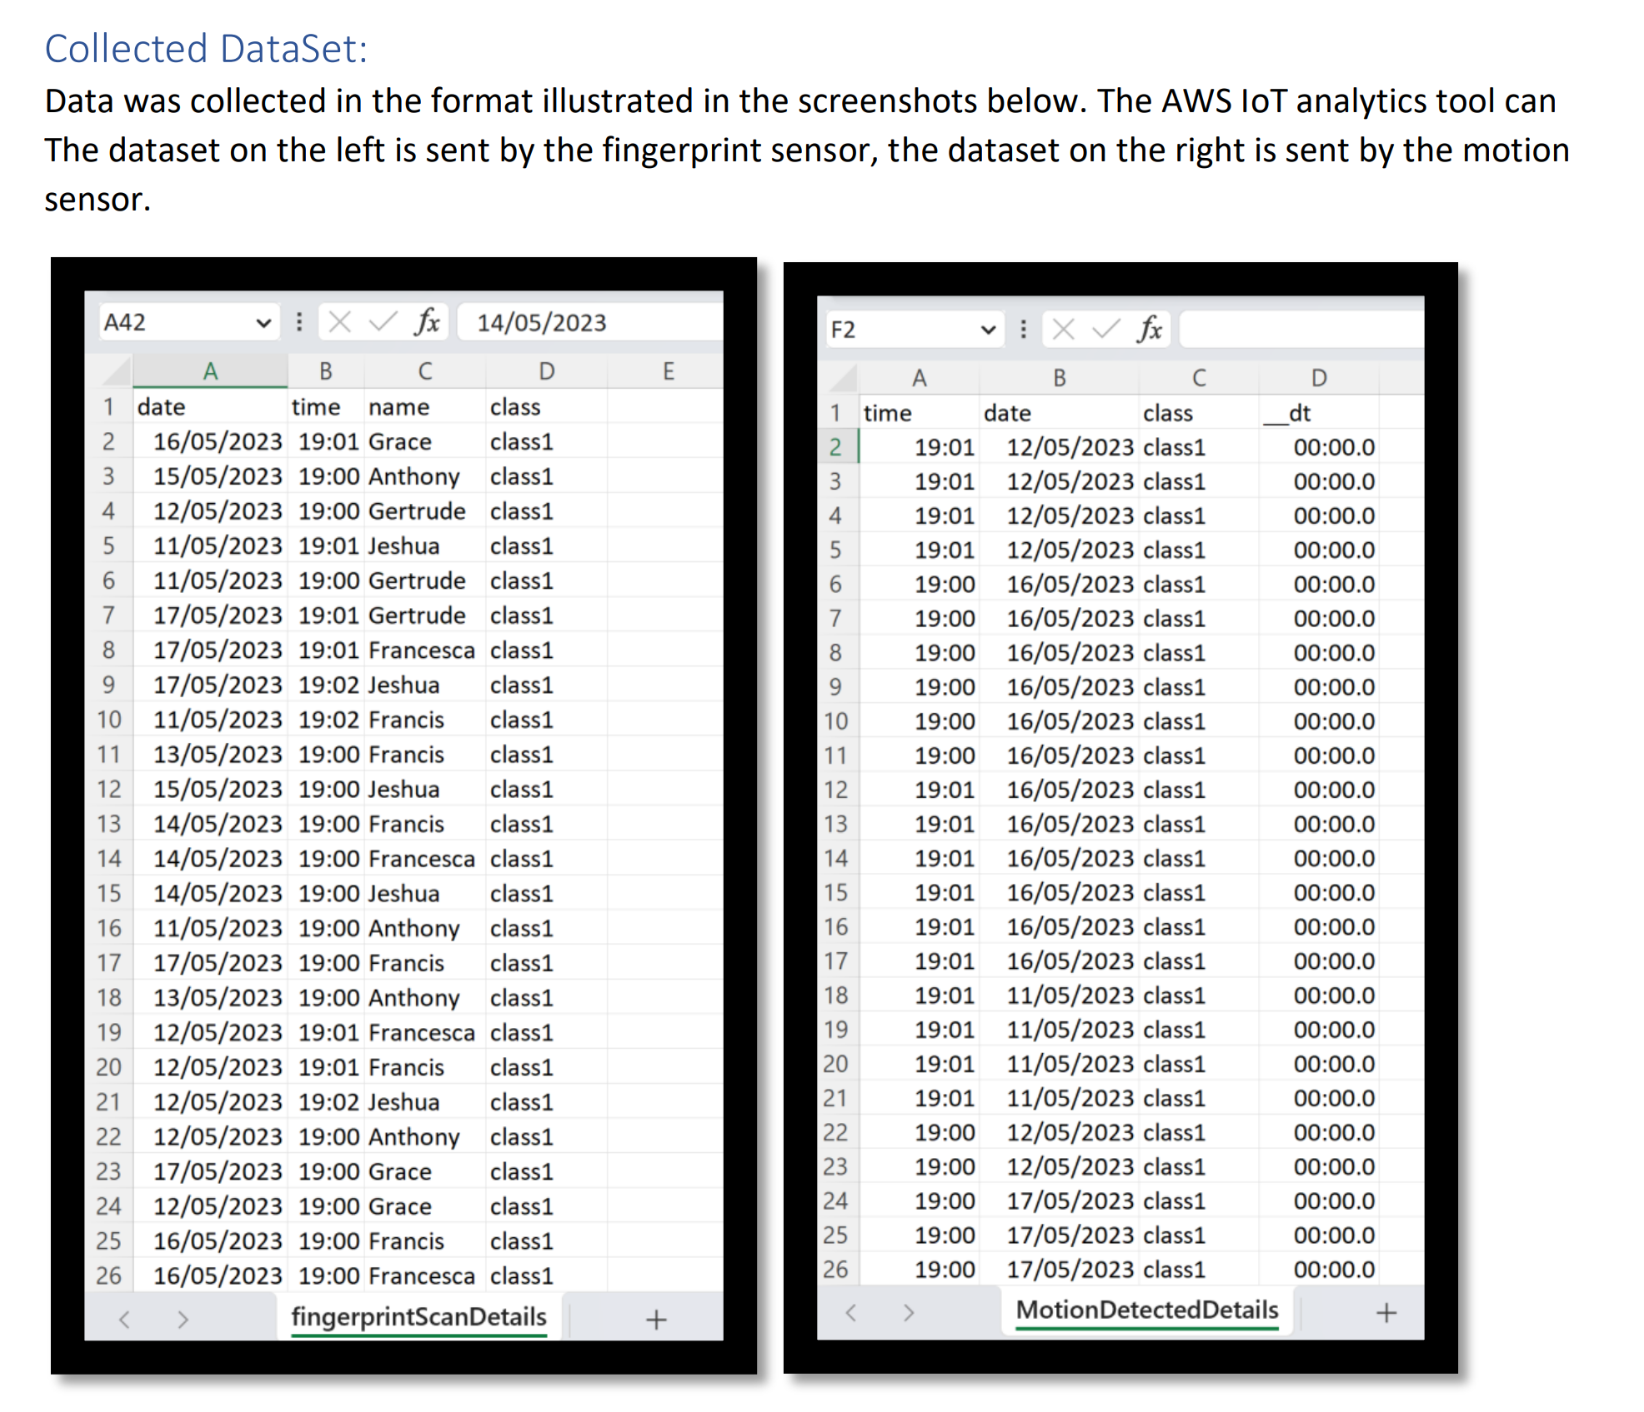 Collected DataSet:
Data was collected in the format illustrated in the screenshots below. The AWS IoT analytics tool can
The dataset on the left is sent by the fingerprint sensor, the dataset on the right is sent by the motion
sensor.
A42 fx 14/05/2023
A B C D E
1 date time name class
2 16/05/2023 19:01 Grace class1
3 15/05/2023 19:00 Anthony class1
4 12/05/2023 19:00 Gertrude class1
5 11/05/2023 19:01 Jeshua class1
6 11/05/2023 19:00 Gertrude class1
7 17/05/2023 19:01 Gertrude class1
8 17/05/2023 19:01 Francesca class1
9 17/05/2023 19:02 Jeshua class1
10 11/05/2023 19:02 Francis class1
11 13/05/2023 19:00 Francis class1
12 15/05/2023 19:00 Jeshua class1
13 14/05/2023 19:00 Francis class1
14 14/05/2023 19:00 Francesca class1
15 14/05/2023 19:00 Jeshua class1
16 11/05/2023 19:00 Anthony class1
17 17/05/2023 19:00 Francis class1
18 13/05/2023 19:00 Anthony class1
19 12/05/2023 19:01 Francesca class1
20 12/05/2023 19:01 Francis class1
21 12/05/2023 19:02 Jeshua class1
22 12/05/2023 19:00 Anthony class1
23 17/05/2023 19:00 Grace class1
24 12/05/2023 19:00 Grace class1
25 16/05/2023 19:00 Francis class1
26 16/05/2023 19:00 Francesca class1
fingerprintScanDetails +
F2 fx
A B C D
1 time date class __dt
2 19:01 12/05/2023 class1 00:00.0
3 19:01 12/05/2023 class1 00:00.0
4 19:01 12/05/2023 class1 00:00.0
5 19:01 12/05/2023 class1 00:00.0
6 19:00 16/05/2023 class1 00:00.0
7 19:00 16/05/2023 class1 00:00.0
8 19:00 16/05/2023 class1 00:00.0
9 19:00 16/05/2023 class1 00:00.0
10 19:00 16/05/2023 class1 00:00.0
11 19:00 16/05/2023 class1 00:00.0
12 19:01 16/05/2023 class1 00:00.0
13 19:01 16/05/2023 class1 00:00.0
14 19:01 16/05/2023 class1 00:00.0
15 19:01 16/05/2023 class1 00:00.0
16 19:01 16/05/2023 class1 00:00.0
17 19:01 16/05/2023 class1 00:00.0
18 19:01 11/05/2023 class1 00:00.0
19 19:01 11/05/2023 class1 00:00.0
20 19:01 11/05/2023 class1 00:00.0
21 19:01 11/05/2023 class1 00:00.0
22 19:00 12/05/2023 class1 00:00.0
23 19:00 12/05/2023 class1 00:00.0
24 19:00 17/05/2023 class1 00:00.0
25 19:00 17/05/2023 class1 00:00.0
26 19:00 17/05/2023 class1 00:00.0
MotionDetectedDetails +